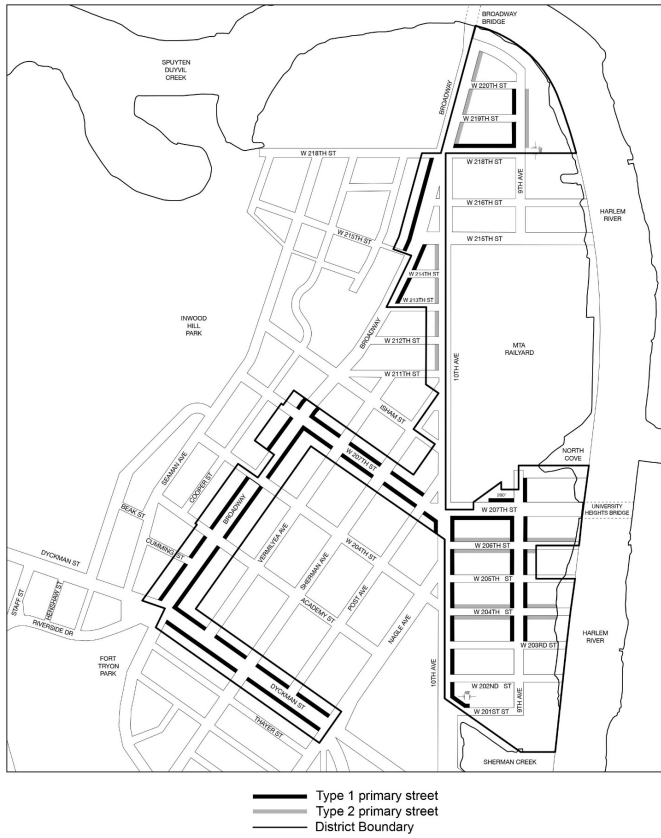 BROADWAY
BRIDGE
SPUYTEN
DUYVIL
CREEK
BROADWAY
W 220TH ST
W 219TH ST
W 218TH ST
W 218TH ST
9TH AVE
W 216TH ST
HARLEM
RIVER
W 215TH ST
W 215TH ST
W 214TH ST
W 213TH ST
INWOOD
HILL
PARK
BROADWAY
W 212TH ST
MTA
RAILYARD
10TH AVE
W 211TH ST
ISHAM ST
NORTH
COVE
SEAMAN AVE
COOPER ST
W 207TH ST
200'
BEAK ST
BROADWAY
W 207TH ST
UNIVERSITY
HEIGHTS BRIDGE
CUMMING ST
VERMILYEA AVE
W 204TH ST
W 206TH ST
DYCKMAN ST
SHERMAN AVE
W 205TH ST
STAFF ST
HENSHAW ST
ACADEMY ST
POST AVE
NAGLE AVE
W 204TH ST
RIVERSIDE DR
HARLEM
RIVER
W 203RD ST
FORT
TRYON
PARK
10TH AVE
DYCKMAN ST
W 202ND ST
9TH AVE
THAYER ST
W 201ST ST
SHERMAN CREEK
Type 1 primary street
Type 2 primary street
District Boundary